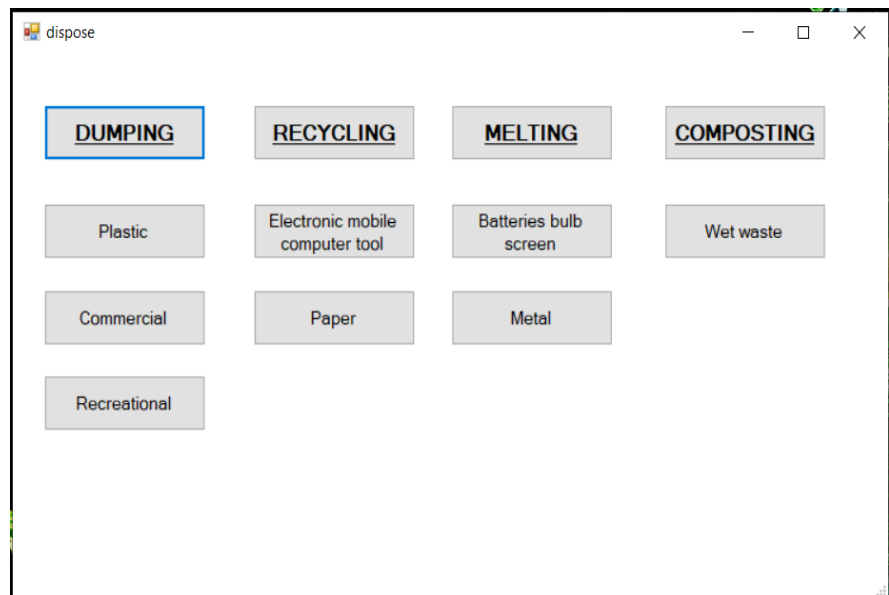 dispose
DUMPING
RECYCLING
MELTING
COMPOSTING
Plastic
Electronic mobile
computer tool
Batteries bulb
screen
Wet waste
Commercial
Paper
Metal
Recreational